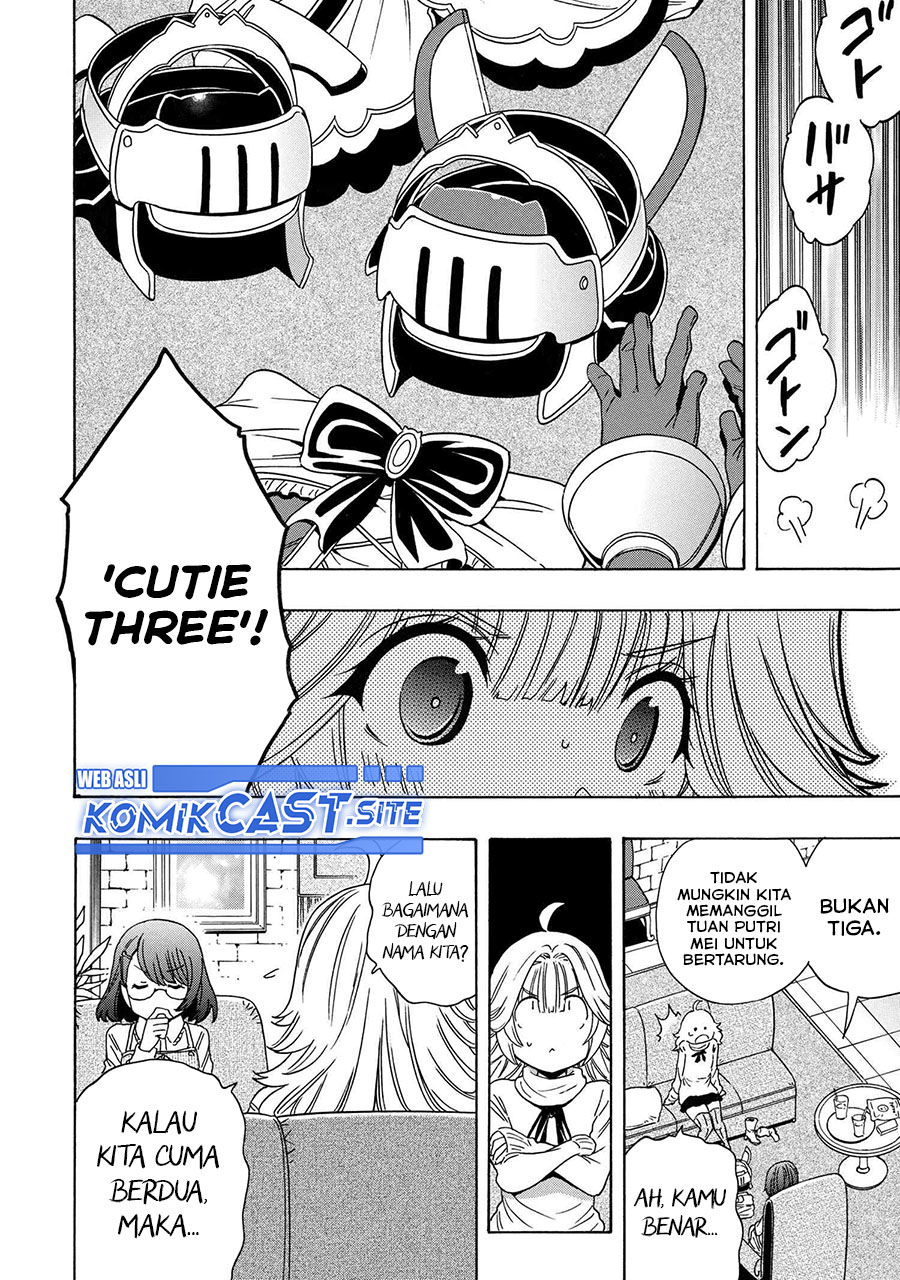 ゴト
バサ
ゴトン
'CUTIE
THREE'!
WEB ASLI
KOMIKCAST.SITE
BUKAN
TIGA.
TIDAK
MUNGKIN KITA
MEMANGGIL
TUAN PUTRI
MEI UNTUK
BERTARUNG.
AH, KAMU
BENAR...
LALU
BAGAIMANA
DENGAN
NAMA KITA?
KALAU
KITA CUMA
BERDUA,
MAKA...